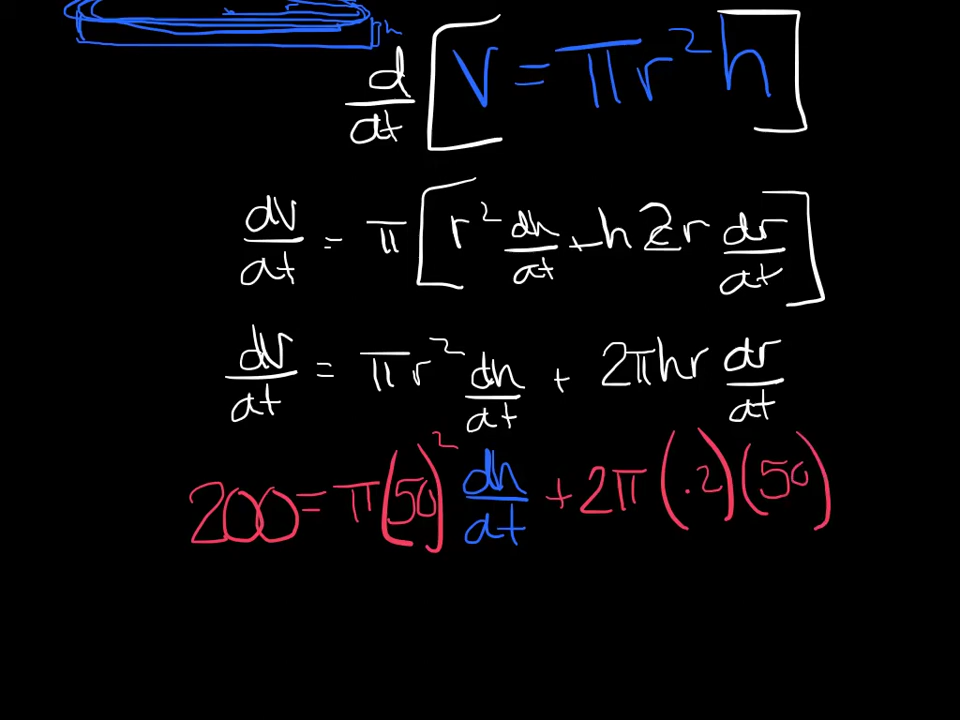 h
d/dt [V = πr²h]
dV/dt = π[r² dh/dt + h2r dr/dt]
dV/dt = πr² dh/dt + 2πhr dr/dt
200 = π(50)² dh/dt + 2π(.2)(50)